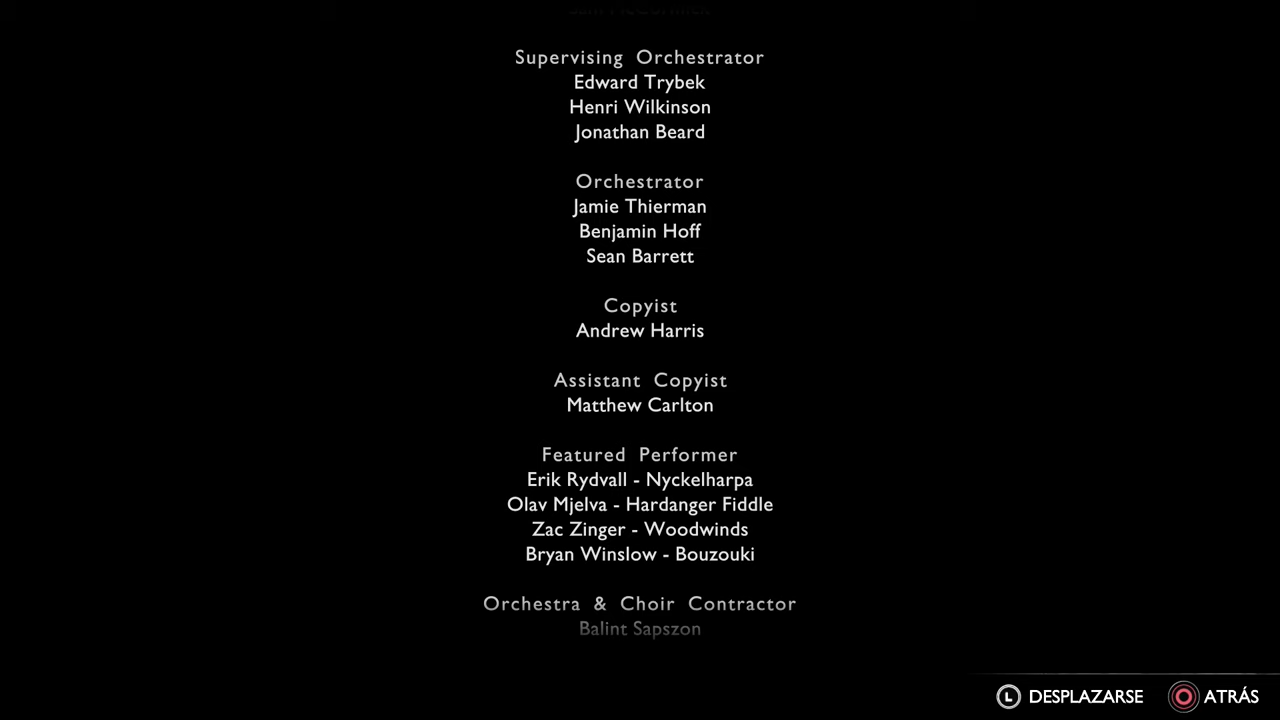 Supervising Orchestrator
Edward Trybek
Henri Wilkinson
Jonathan Beard
Orchestrator
Jamie Thierman
Benjamin Hoff
Sean Barrett
Copyist
Andrew Harris
Assistant Copyist
Matthew Carlton
Featured Performer
Erik Rydvall - Nyckelharpa
Olav Mjelva - Hardanger Fiddle
Zac Zinger - Woodwinds
Bryan Winslow - Bouzouki
Orchestra & Choir Contractor
Balint Sapszon
L DESPLAZARSE
ATRÁS